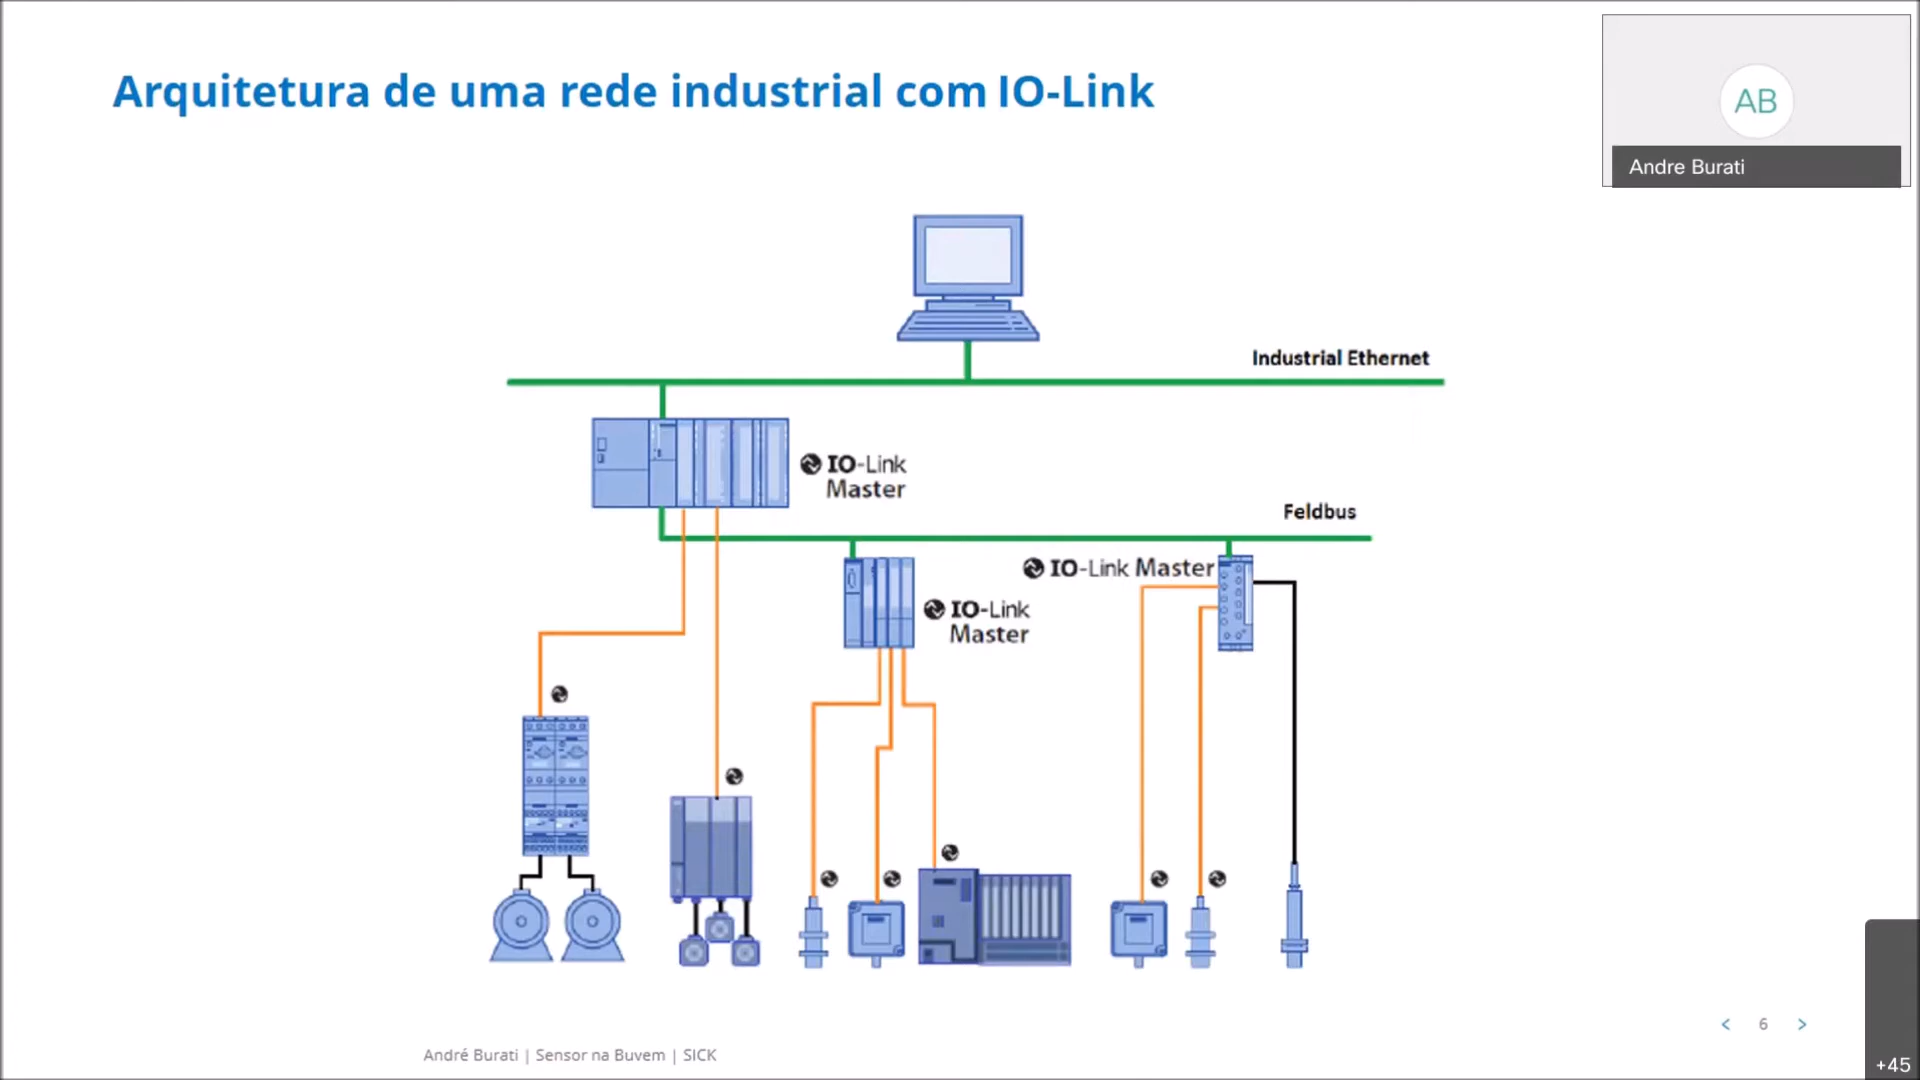 Arquitetura de uma rede industrial com IO-Link
AB
Andre Burati
Industrial Ethernet
IO-Link
Master
Feldbus
IO-Link Master
IO-Link
Master
6
André Burati | Sensor na Buvem | SICK
+45